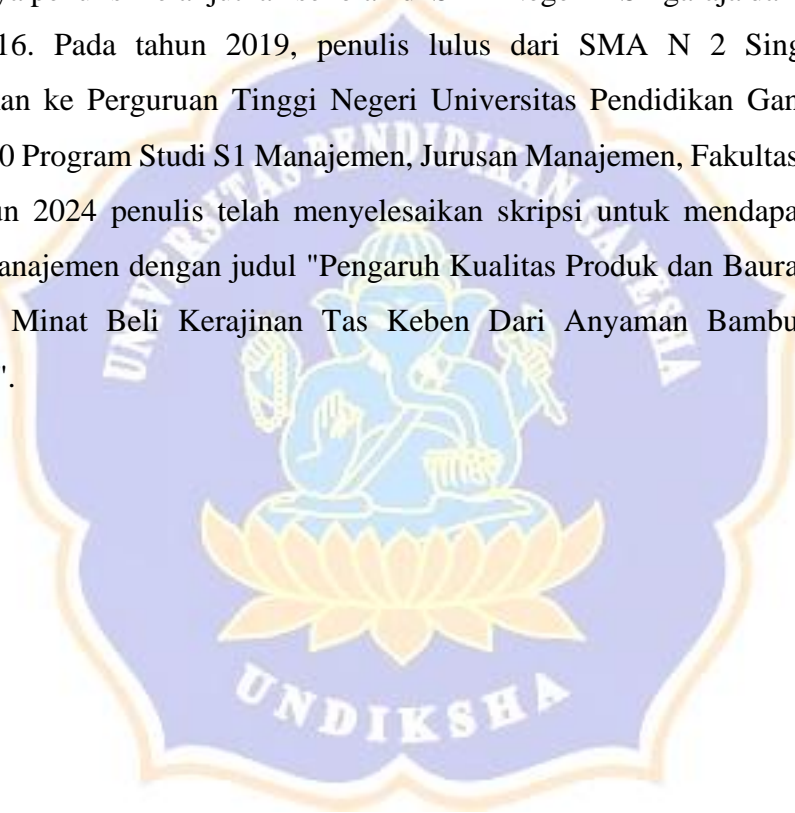 16. Pada tahun 2019, penulis lulus dari SMA N 2 Sing
an ke Perguruan Tinggi Negeri Universitas Pendidikan Gan
0 Program Studi S1 Manajemen, Jurusan Manajemen, Fakultas
un 2024 penulis telah menyelesaikan skripsi untuk mendapa
anajemen dengan judul "Pengaruh Kualitas Produk dan Baura
Minat Beli Kerajinan Tas Keben Dari Anyaman Bambu
".
UNIVERSITAS PENDIDIKAN GANESHA
UNDIKSHA